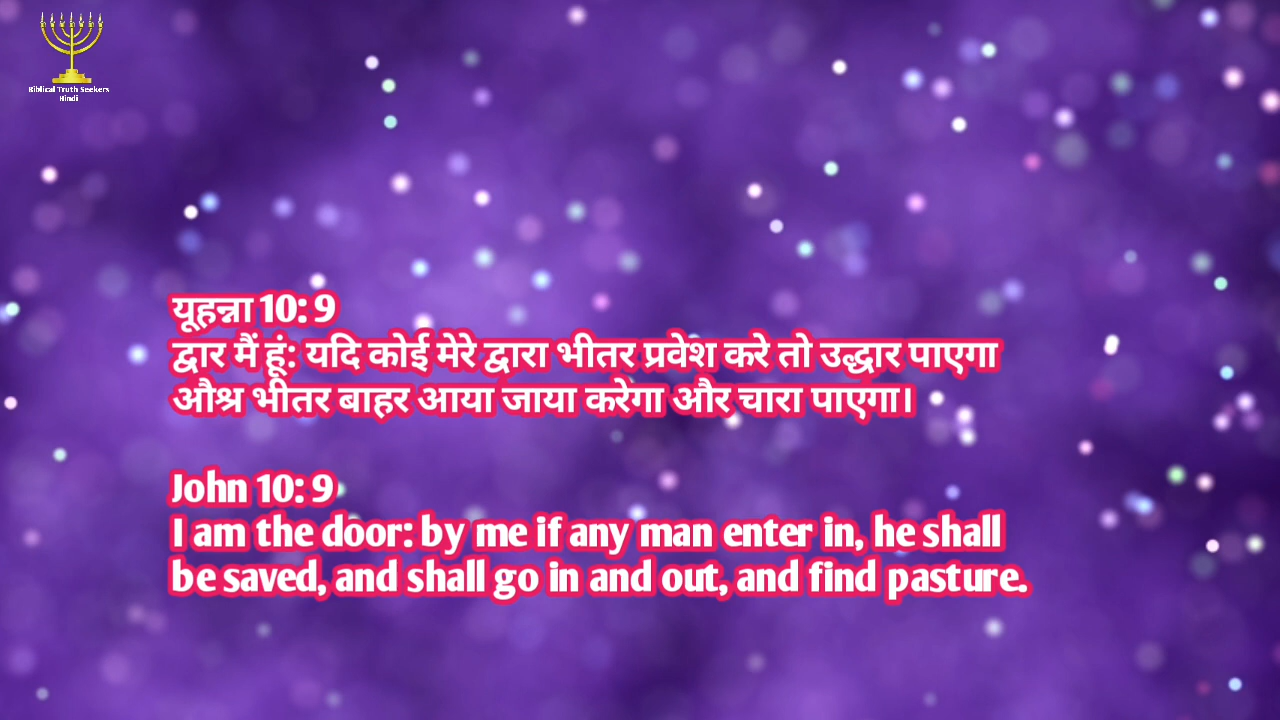 Biblical Truth Seekers
Hindi
यूहन्ना 10: 9
द्वार मैं हूं: यदि कोई मेरे द्वारा भीतर प्रवेश करे तो उद्धार पाएगा
औश्र भीतर बाहर आया जाया करेगा और चारा पाएगा।
John 10: 9
I am the door: by me if any man enter in, he shall
be saved, and shall go in and out, and find pasture.